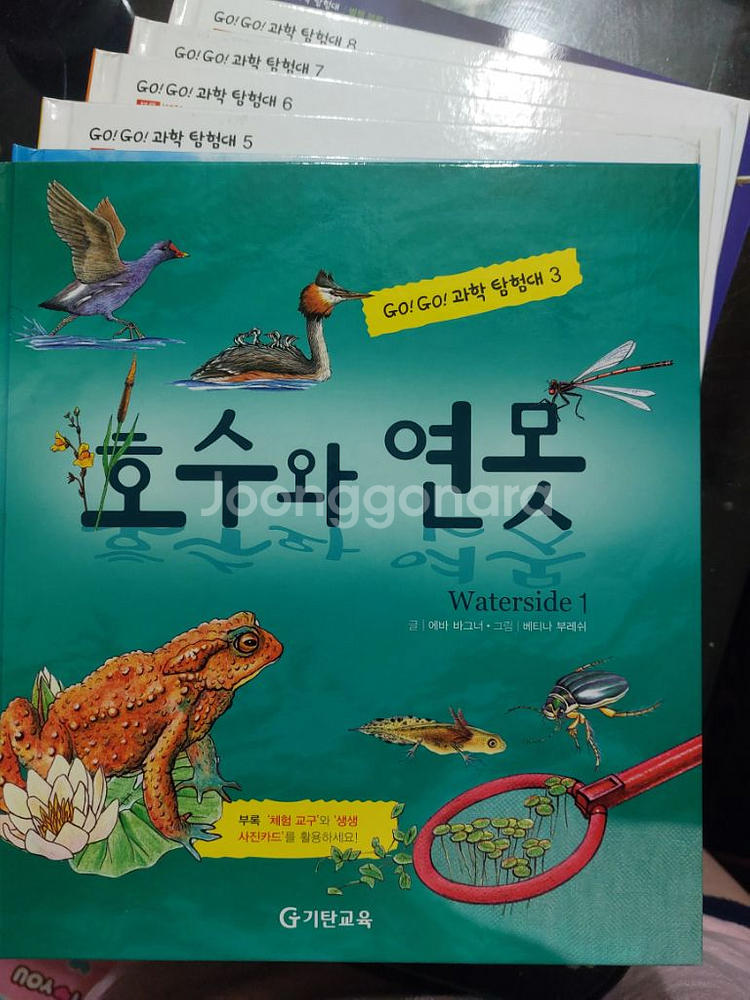 GO! GO! 과학 탐험대 8
GO! GO! 과학 탐험대 7
GO! GO! 과학 탐험대 6
GO! GO! 과학 탐험대 5
GO! GO! 과학 탐험대 3
호수와 연못
Joonggonara
Waterside 1
글 | 에바 바그너 • 그림 | 베티나 부레쉬
부록 '체험 교구'와 '생생
사진카드'를 활용하세요!
G 기탄교육
YOU